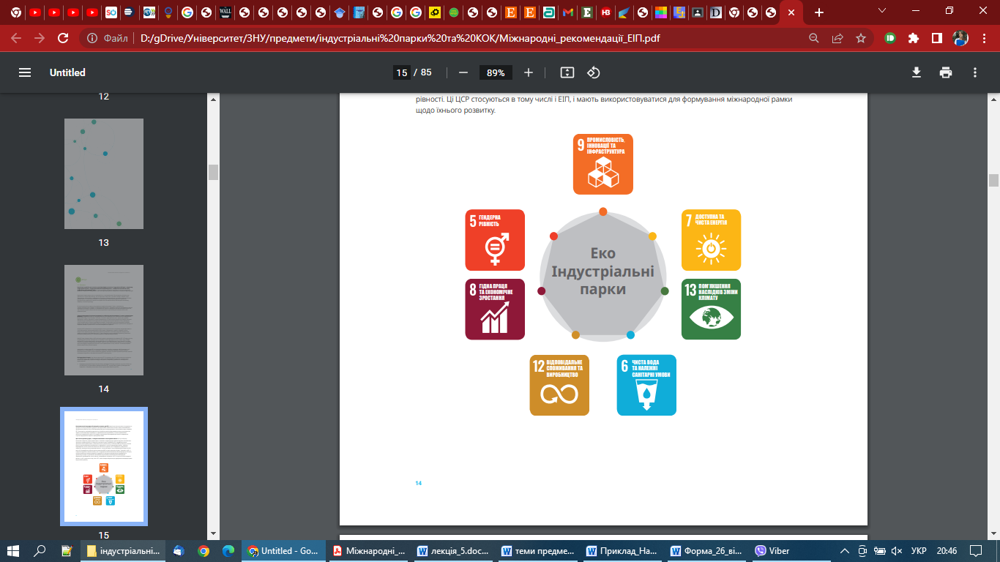 Файл
D:/gDrive/Університет/ЗНУ/предмети/індустріальні%20парки%20та%20КОК/Міжнародні_рекомендації_ЕІП.pdf
Untitled
15 / 85
89%
12
13
14
15
рівності. Ці ЦСР стосуються в тому числі і ЕІП, і мають використовуватися для формування міжнародної рамки
щодо їхнього розвитку.
9 ПРОМИСЛОВІСТЬ,
ІННОВАЦІЇ ТА
ІНФРАСТРУКТУРА
5 ГЕНДЕРНА
РІВНІСТЬ
7 ДОСТУПНА ТА
ЧИСТА ЕНЕРГІЯ
Еко
Індустріальні
парки
8 ГІДНА ПРАЦЯ
ТА ЕКОНОМІЧНЕ
ЗРОСТАННЯ
13 ПОМ'ЯКШЕННЯ
НАСЛІДКІВ ЗМІНИ
КЛІМАТУ
12 ВІДПОВІДАЛЬНЕ
СПОЖИВАННЯ ТА
ВИРОБНИЦТВО
6 ЧИСТА ВОДА
ТА НАЛЕЖНІ
САНІТАРНІ УМОВИ
14
індустріальні...
Untitled - Go...
Міжнародні_...
лекція_5.doc...
теми предме...
Приклад_На...
Форма_26_ві...
Viber
УКР
20:46